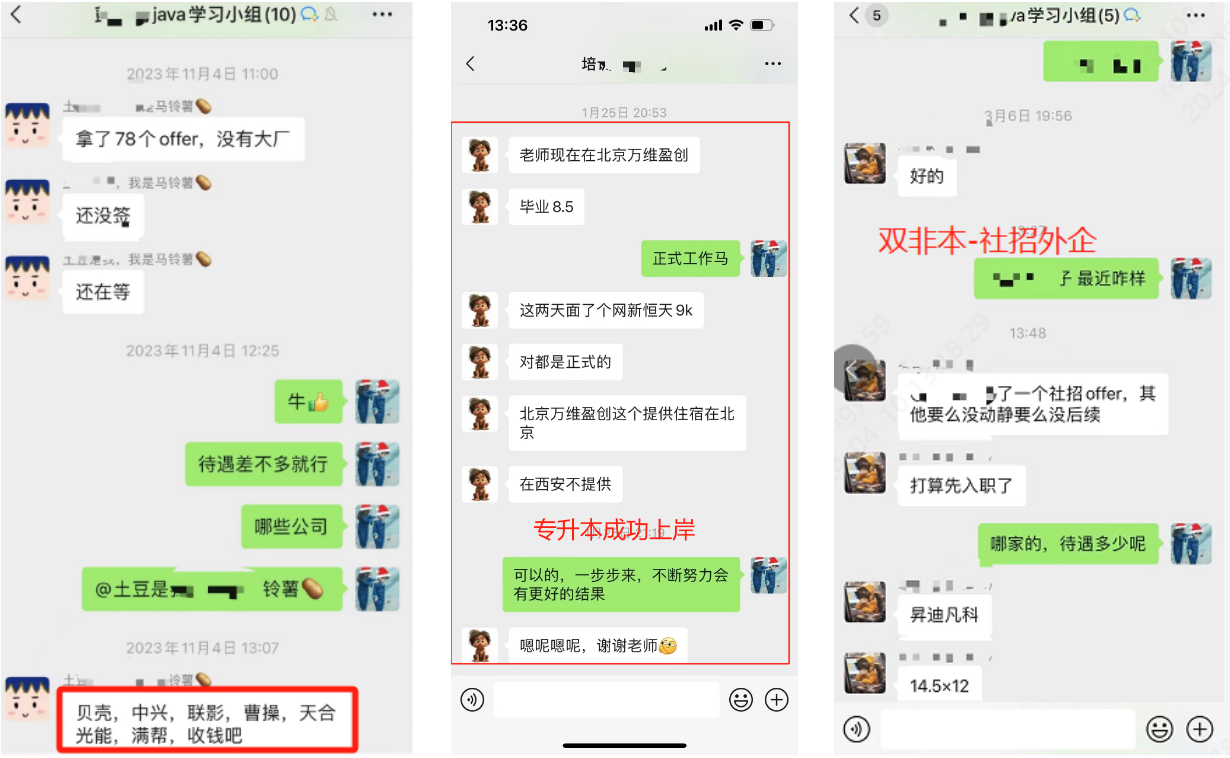 java学习小组(10)
2023年11月4日 11:00
马铃薯🥔
拿了78个offer，没有大厂
，我是马铃薯🥔
还没签
，我是马铃薯🥔
还在等
2023年11月4日 12:25
牛👍
待遇差不多就行
哪些公司
@土豆是 铃薯🥔
2023年11月4日 13:07
铃薯🥔
贝壳，中兴，联影，曹操，天合
光能，满帮，收钱吧
13:36
培
1月25日 20:53
老师现在在北京万维盈创
毕业8.5
正式工作马
这两天面了个网新恒天9k
对都是正式的
北京万维盈创这个提供住宿在北
京
在西安不提供
专升本成功上岸
可以的，一步步来，不断努力会
有更好的结果
嗯呢嗯呢，谢谢老师🧐
5
学习小组(5)
3月6日 19:56
好的
双非本-社招外企
子 最近咋样
13:48
了一个社招offer，其
他要么没动静要么没后续
打算先入职了
哪家的，待遇多少呢
昇迪凡科
14.5×12